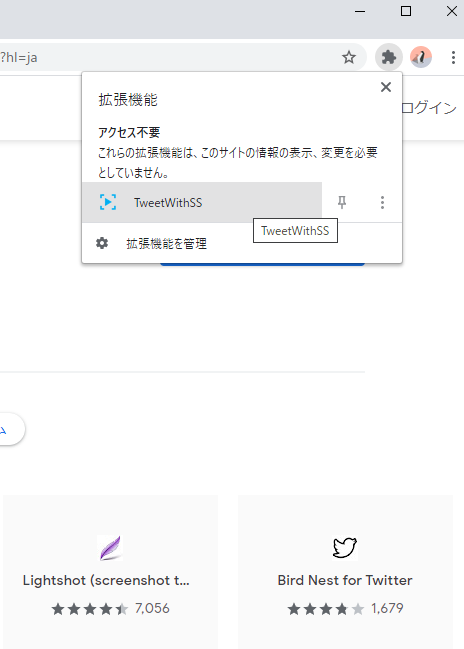 ?hl=ja
拡張機能
ログイン
アクセス不要
これらの拡張機能は、このサイトの情報の表示、変更を必要
としていません。
TweetWithSS
TweetWithSS
拡張機能を管理
ム
Lightshot (screenshot t...
7,056
Bird Nest for Twitter
1,679